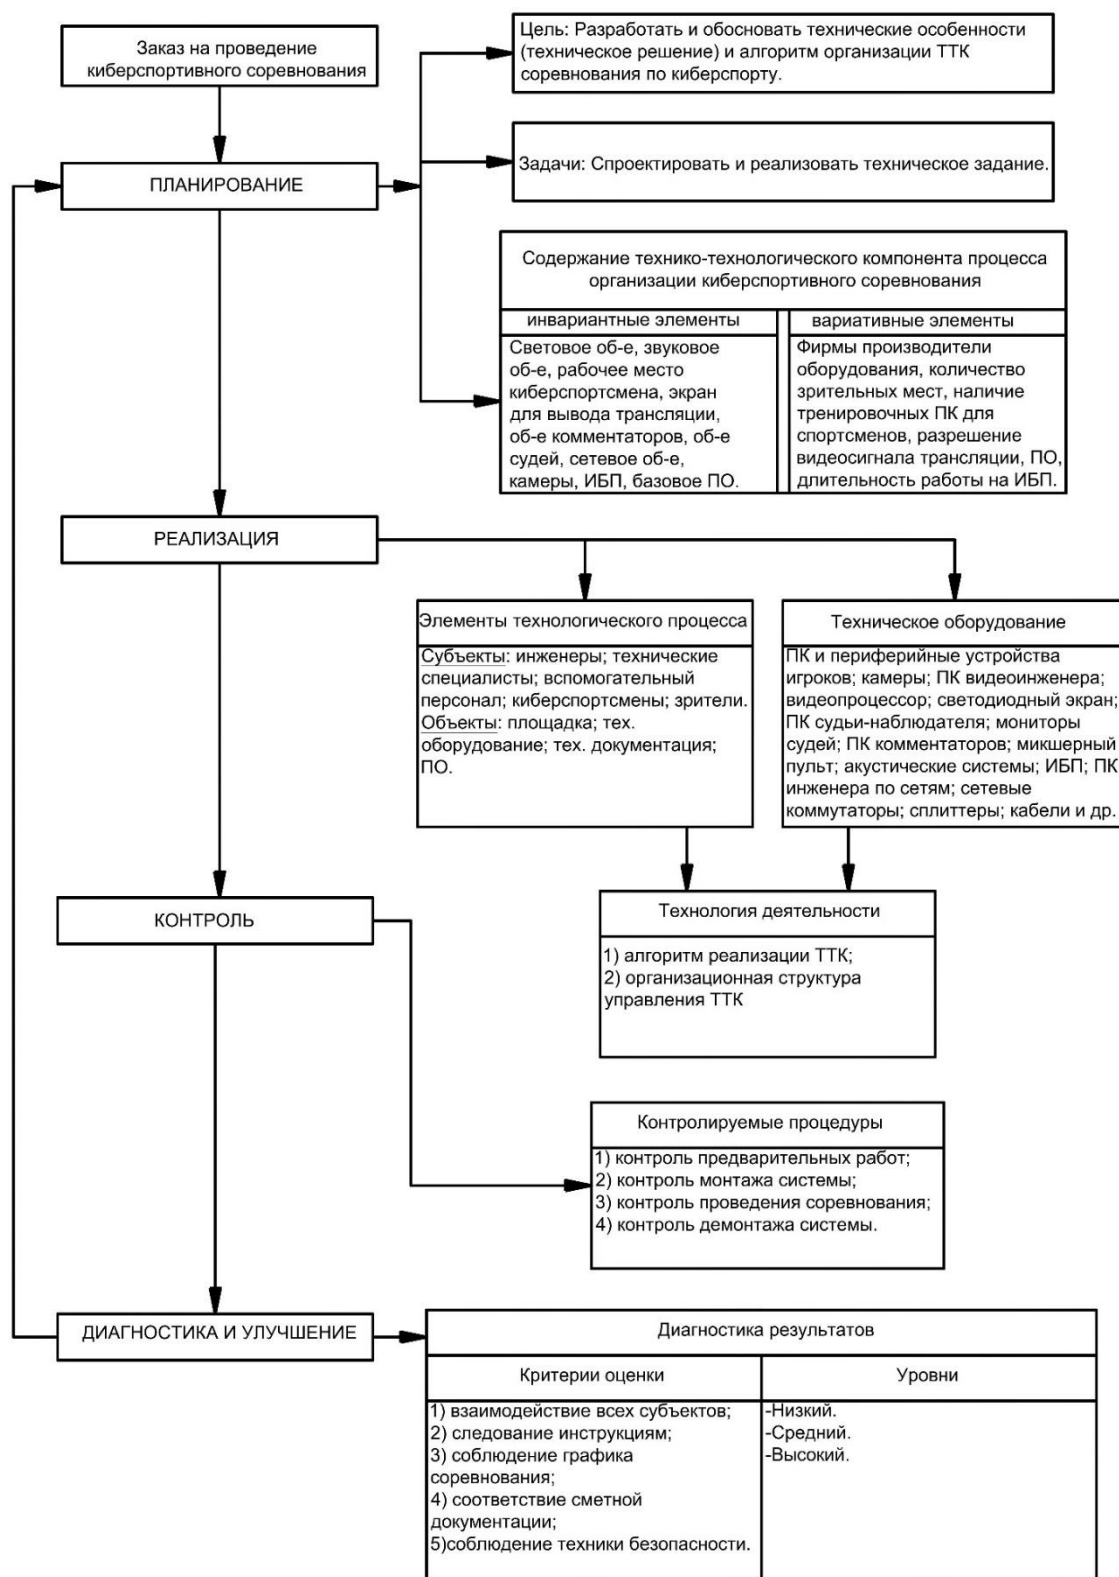 Заказ на проведение
киберспортивного соревнования
Цель: Разработать и обосновать технические особенности
(техническое решение) и алгоритм организации ТТК
соревнования по киберспорту.
ПЛАНИРОВАНИЕ
Задачи: Спроектировать и реализовать техническое задание.
Содержание технико-технологического компонента процесса
организации киберспортивного соревнования
инвариантные элементы
Световое об-е, звуковое
об-е, рабочее место
киберспортсмена, экран
для вывода трансляции,
об-е комментаторов, об-е
судей, сетевое об-е,
камеры, ИБП, базовое ПО.
вариативные элементы
Фирмы производители
оборудования, количество
зрительных мест, наличие
тренировочных ПК для
спортсменов, разрешение
видеосигнала трансляции, ПО,
длительность работы на ИБП.
РЕАЛИЗАЦИЯ
Элементы технологического процесса
Субъекты: инженеры; технические
специалисты; вспомогательный
персонал; киберспортсмены; зрители.
Объекты: площадка; тех.
оборудование; тех. документация;
ПО.
Техническое оборудование
ПК и периферийные устройства
игроков; камеры; ПК видеоинженера;
видеопроцессор; светодиодный экран;
ПК судьи-наблюдателя; мониторы
судей; ПК комментаторов; микшерный
пульт; акустические системы; ИБП; ПК
инженера по сетям; сетевые
коммутаторы; сплиттеры; кабели и др.
КОНТРОЛЬ
Технология деятельности
1) алгоритм реализации ТТК;
2) организационная структура
управления ТТК
Контролируемые процедуры
1) контроль предварительных работ;
2) контроль монтажа системы;
3) контроль проведения соревнования;
4) контроль демонтажа системы.
ДИАГНОСТИКА И УЛУЧШЕНИЕ
Диагностика результатов
Критерии оценки
1) взаимодействие всех субъектов;
2) следование инструкциям;
3) соблюдение графика
соревнования;
4) соответствие сметной
документации;
5)соблюдение техники безопасности.
Уровни
-Низкий.
-Средний.
-Высокий.